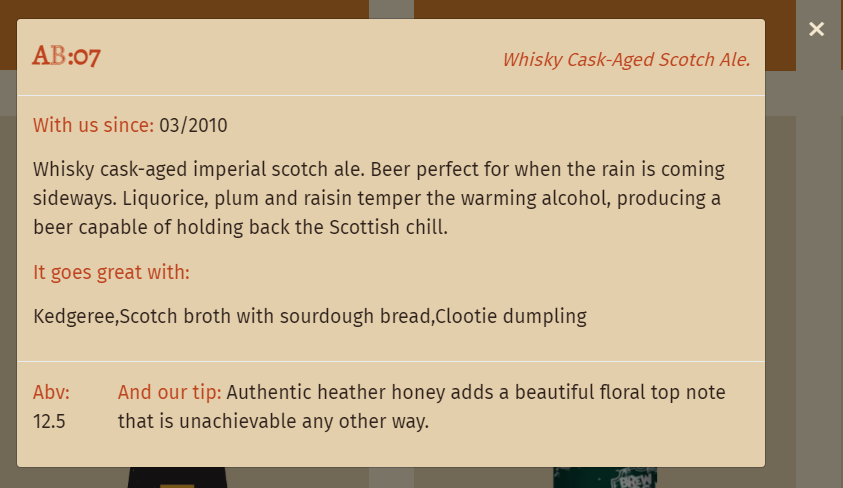 AB:07
Whisky Cask-Aged Scotch Ale.
×
With us since: 03/2010
Whisky cask-aged imperial scotch ale. Beer perfect for when the rain is coming
sideways. Liquorice, plum and raisin temper the warming alcohol, producing a
beer capable of holding back the Scottish chill.
It goes great with:
Kedgeree,Scotch broth with sourdough bread,Clootie dumpling
Abv:
12.5
And our tip: Authentic heather honey adds a beautiful floral top note
that is unachievable any other way.
BREW